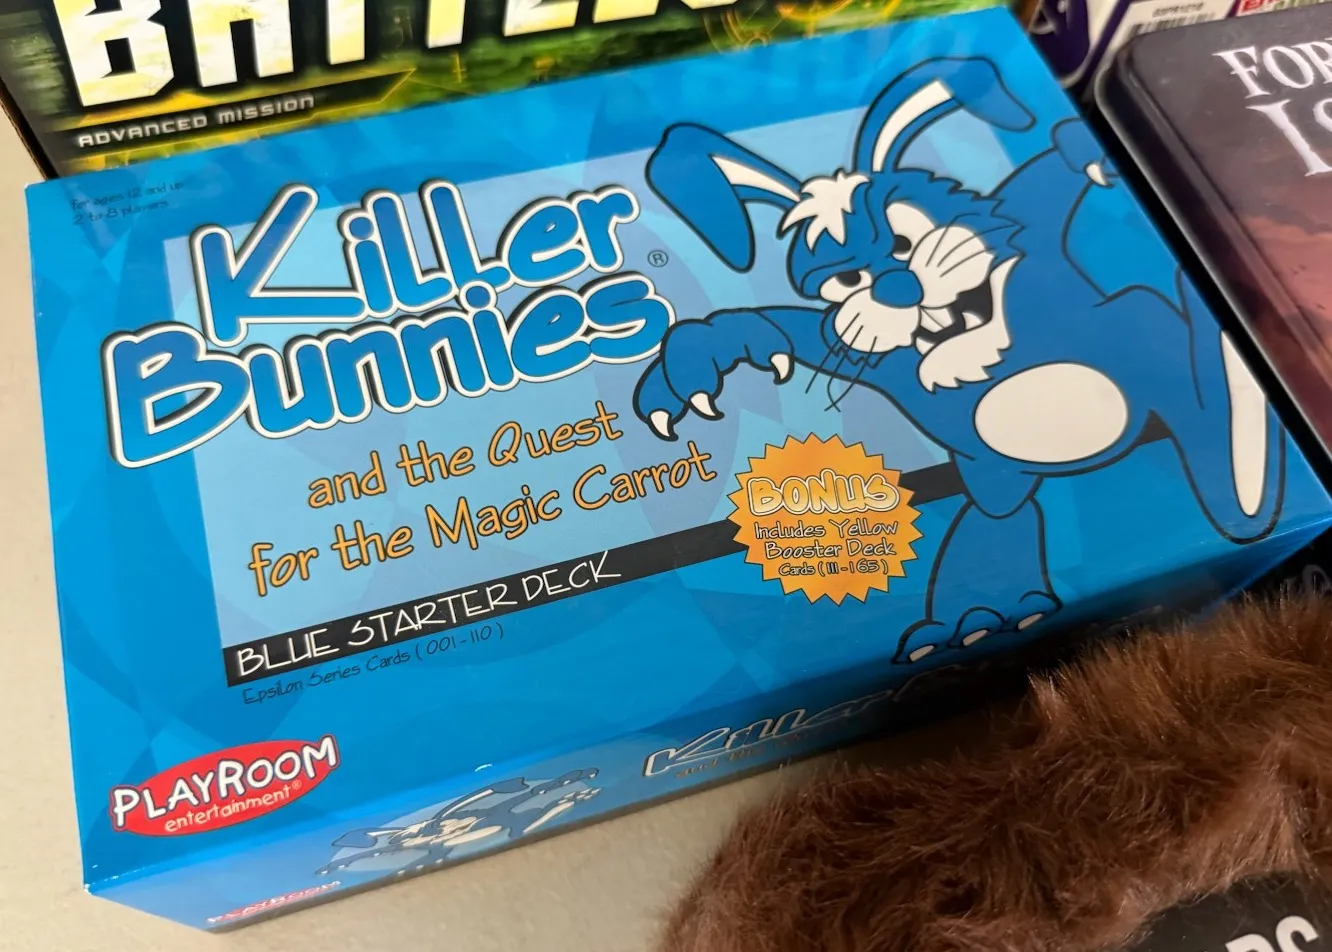 ADVANCED MISSION
for ages 12 and up
2 to 8 players
Killer
Bunnies®
and the Quest
for the Magic Carrot
BONUS
Includes Yellow
Booster Deck
Cards (111-165)
BLUE STARTER DECK
Epsilon Series Cards (001-110)
PLAYROOM
entertainment®
Killer
PLAYROOM